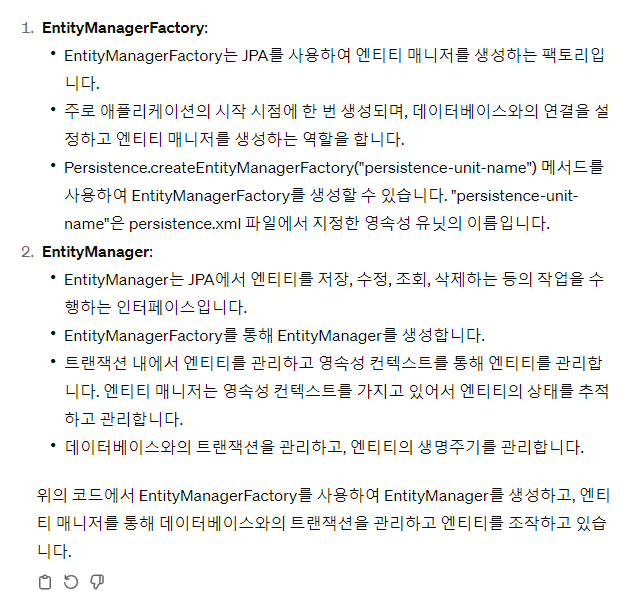 1. EntityManagerFactory:
• EntityManagerFactory는 JPA를 사용하여 엔티티 매니저를 생성하는 팩토리입
니다.
• 주로 애플리케이션의 시작 시점에 한 번 생성되며, 데이터베이스와의 연결을 설
정하고 엔티티 매니저를 생성하는 역할을 합니다.
• Persistence.createEntityManagerFactory("persistence-unit-name") 메서드를
사용하여 EntityManagerFactory를 생성할 수 있습니다. "persistence-unit-
name"은 persistence.xml 파일에서 지정한 영속성 유닛의 이름입니다.
2. EntityManager:
• EntityManager는 JPA에서 엔티티를 저장, 수정, 조회, 삭제하는 등의 작업을 수
행하는 인터페이스입니다.
• EntityManagerFactory를 통해 EntityManager를 생성합니다.
• 트랜잭션 내에서 엔티티를 관리하고 영속성 컨텍스트를 통해 엔티티를 관리합
니다. 엔티티 매니저는 영속성 컨텍스트를 가지고 있어서 엔티티의 상태를 추적
하고 관리합니다.
• 데이터베이스와의 트랜잭션을 관리하고, 엔티티의 생명주기를 관리합니다.
위의 코드에서 EntityManagerFactory를 사용하여 EntityManager를 생성하고, 엔티
티 매니저를 통해 데이터베이스와의 트랜잭션을 관리하고 엔티티를 조작하고 있습
니다.